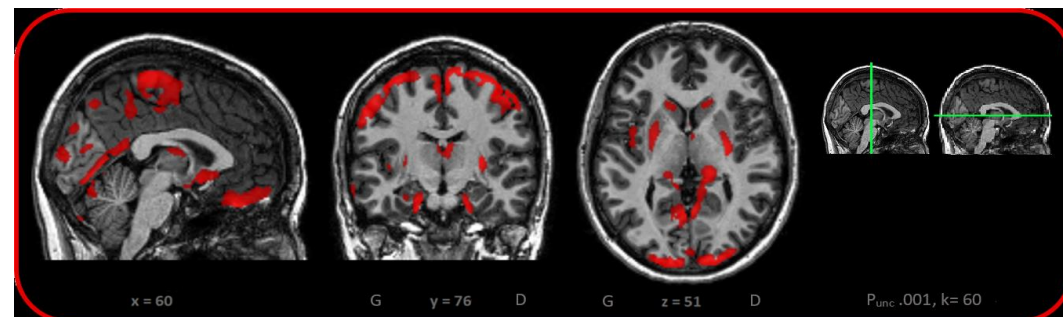 x = 60
G y = 76 D
G z= 51 D
Punc .001, k= 60